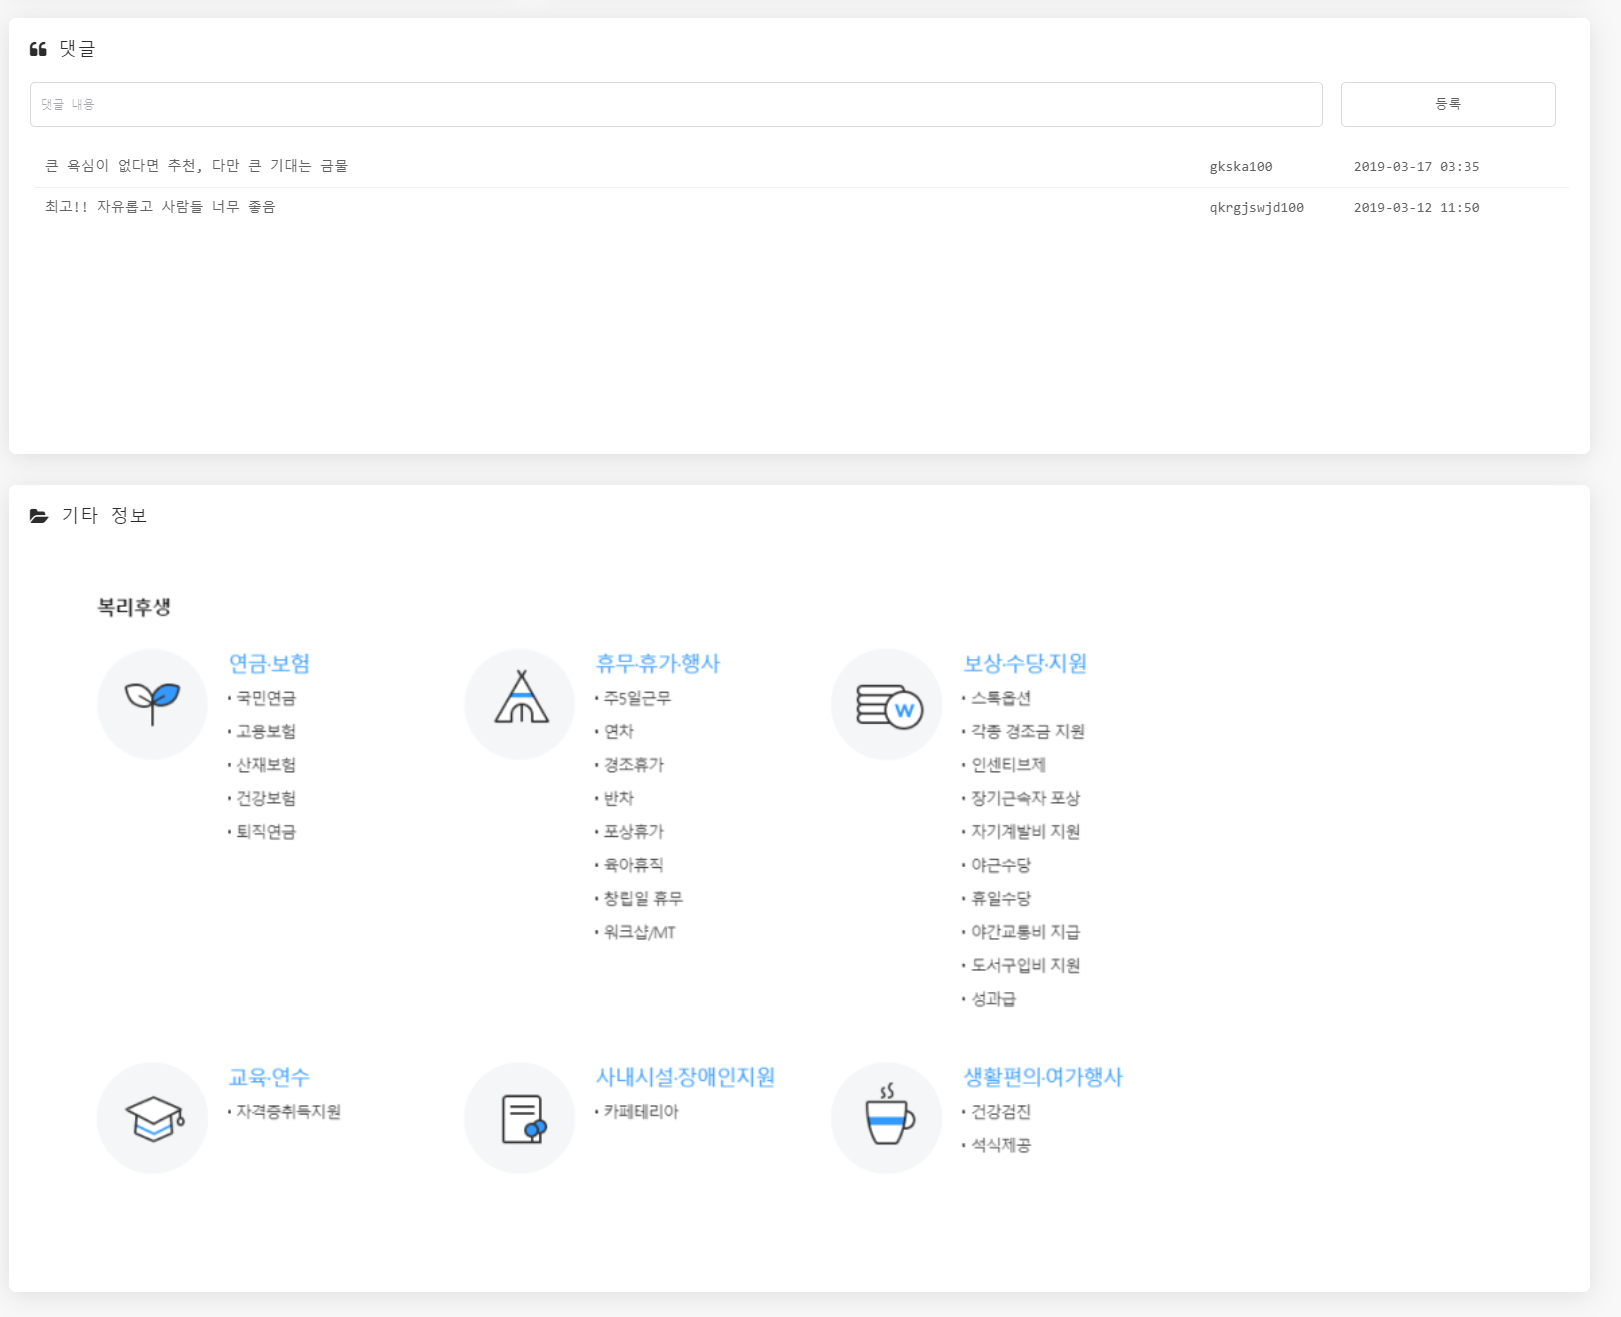 댓글
댓글 내용
등록
큰 욕심이 없다면 추천, 다만 큰 기대는 금물 gkska100 2019-03-17 03:35
최고!! 자유롭고 사람들 너무 좋음 qkrgjswjd100 2019-03-12 11:50
기타 정보
복리후생
연금·보험
· 국민연금
· 고용보험
· 산재보험
· 건강보험
· 퇴직연금
휴무·휴가·행사
· 주5일근무
· 연차
· 경조휴가
· 반차
· 포상휴가
· 육아휴직
· 창립일 휴무
· 워크샵/MT
보상·수당·지원
· 스톡옵션
· 각종 경조금 지원
· 인센티브제
· 장기근속자 포상
· 자기계발비 지원
· 야근수당
· 휴일수당
· 야간교통비 지급
· 도서구입비 지원
· 성과급
W
교육·연수
· 자격증취득지원
사내시설·장애인지원
· 카페테리아
생활편의·여가행사
· 건강검진
· 석식제공